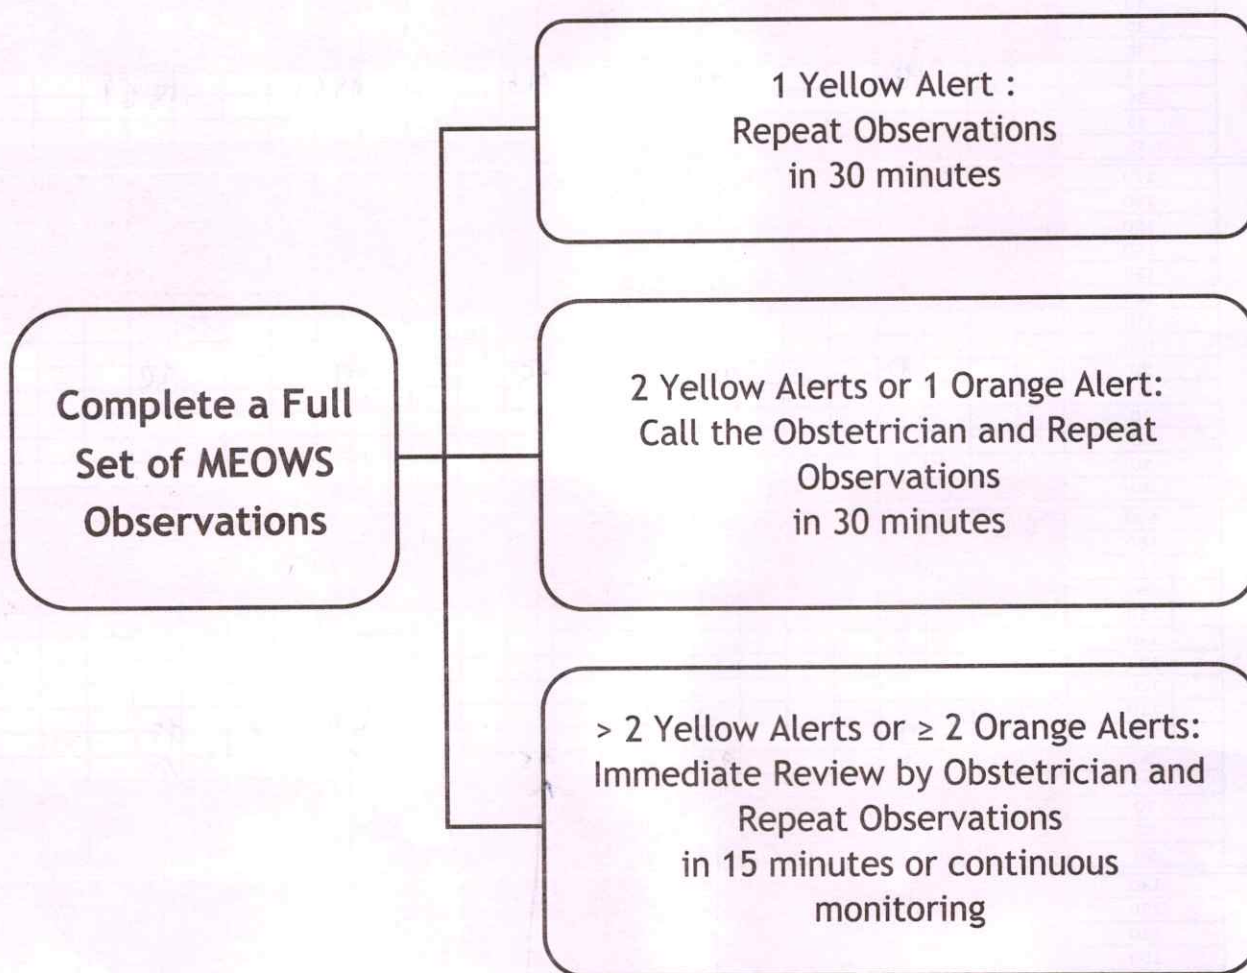 1 Yellow Alert :
Repeat Observations
in 30 minutes
Complete a Full
Set of MEOWS
Observations
2 Yellow Alerts or 1 Orange Alert:
Call the Obstetrician and Repeat
Observations
in 30 minutes
> 2 Yellow Alerts or ≥ 2 Orange Alerts:
Immediate Review by Obstetrician and
Repeat Observations
in 15 minutes or continuous
monitoring